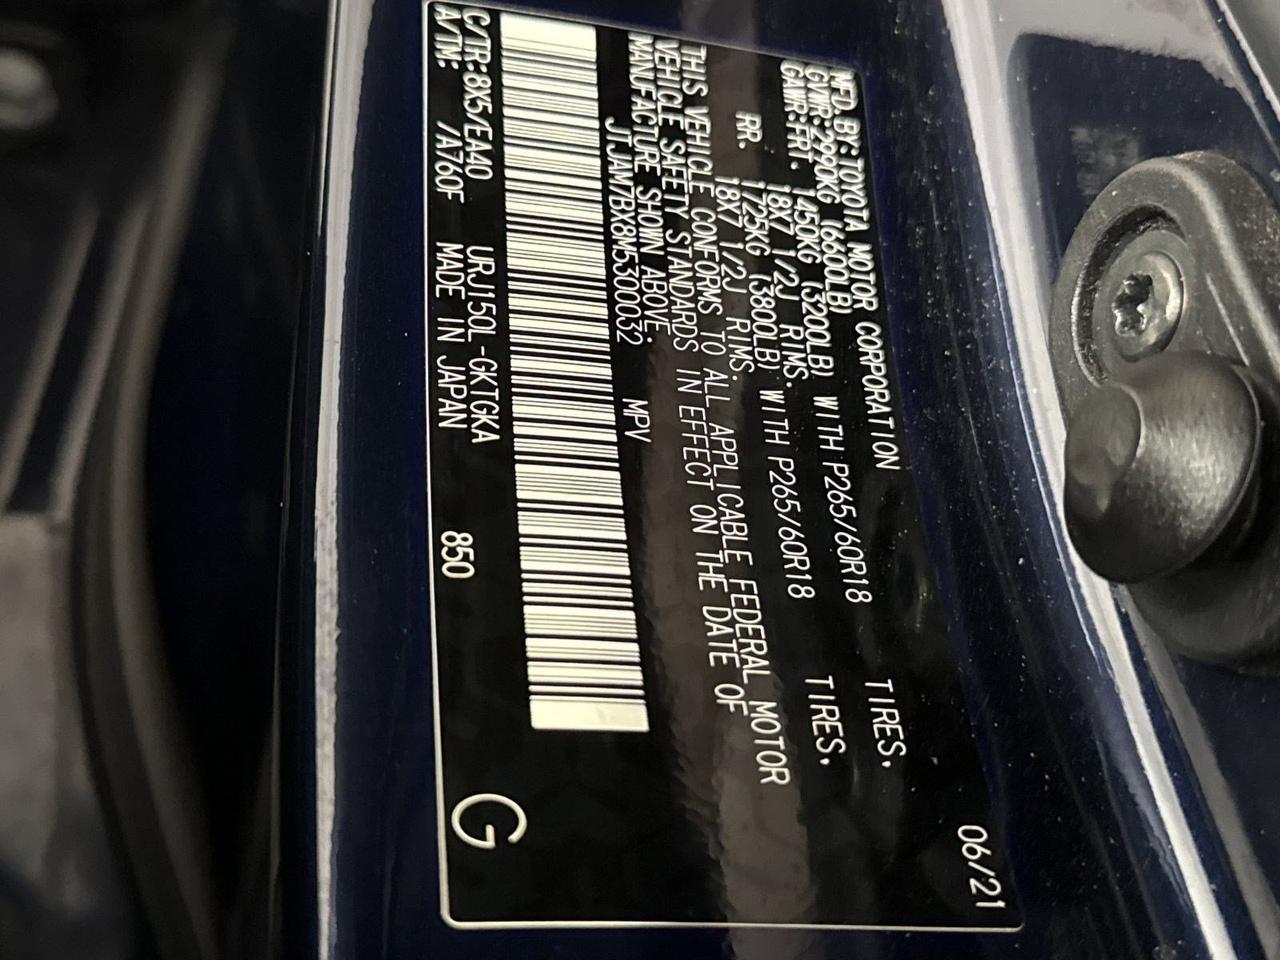 MFD. BY: TOYOTA MOTOR CORPORATION 06/21
GVWR: 2990KG (6600LB)
GAWR: FRT. 1450KG (3200LB) WITH P265/60R18 TIRES,
18X7 1/2J RIMS.
RR. 1725KG (3800LB) WITH P265/60R18 TIRES,
18X7 1/2J RIMS.
THIS VEHICLE CONFORMS TO ALL APPLICABLE FEDERAL MOTOR
VEHICLE SAFETY STANDARDS IN EFFECT ON THE DATE OF
MANUFACTURE SHOWN ABOVE.
JTJAM7BX8M5300032 MPV
C/TR: 8X5/EA40 URJ150L-GKTGKA
A/TN: /A760F MADE IN JAPAN 850 G